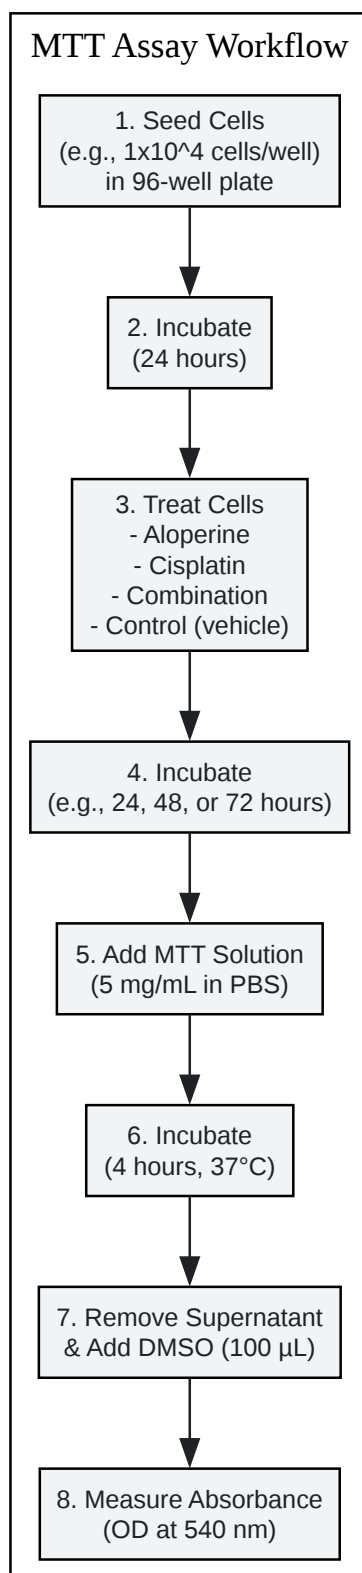 MTT Assay Workflow
1. Seed Cells
(e.g., 1x10^4 cells/well)
in 96-well plate
2. Incubate
(24 hours)
3. Treat Cells
- Aloperine
- Cisplatin
- Combination
- Control (vehicle)
4. Incubate
(e.g., 24, 48, or 72 hours)
5. Add MTT Solution
(5 mg/mL in PBS)
6. Incubate
(4 hours, 37°C)
7. Remove Supernatant
& Add DMSO (100 µL)
8. Measure Absorbance
(OD at 540 nm)